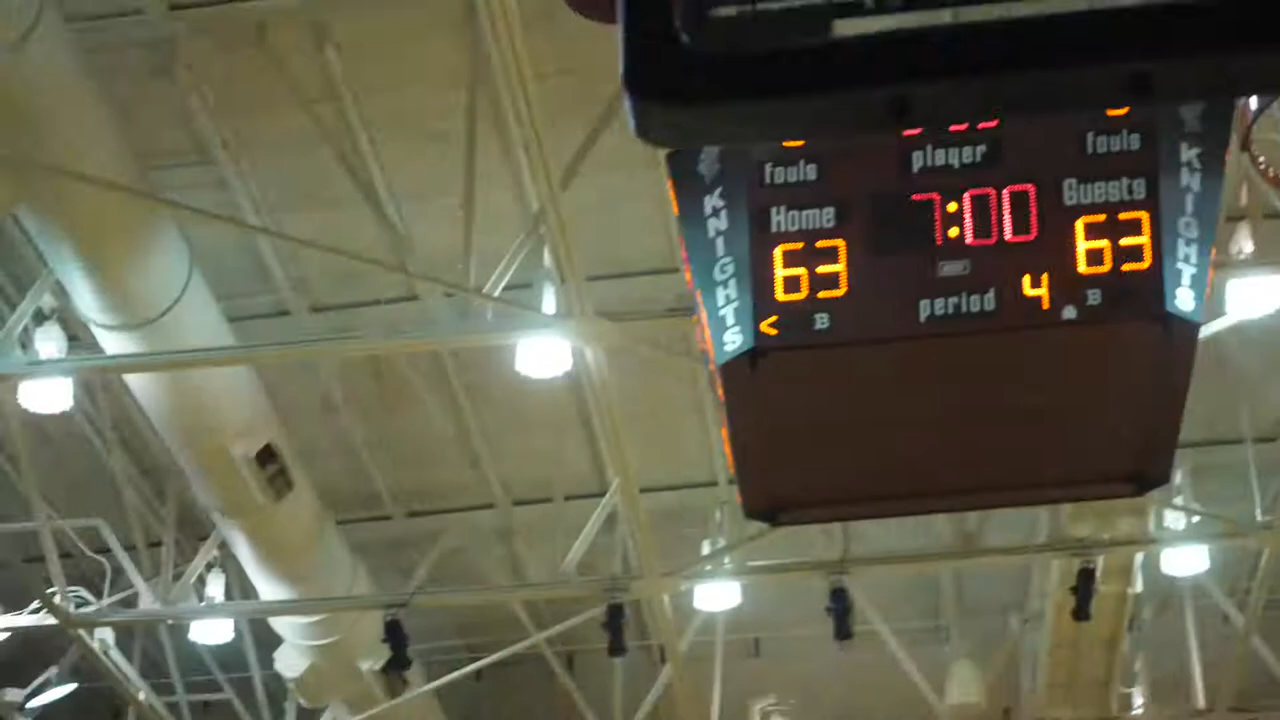 fouls player fouls
Home 7:00 Guests
63 63
period 4
< B B
KNIGHTS
KNIGHTS